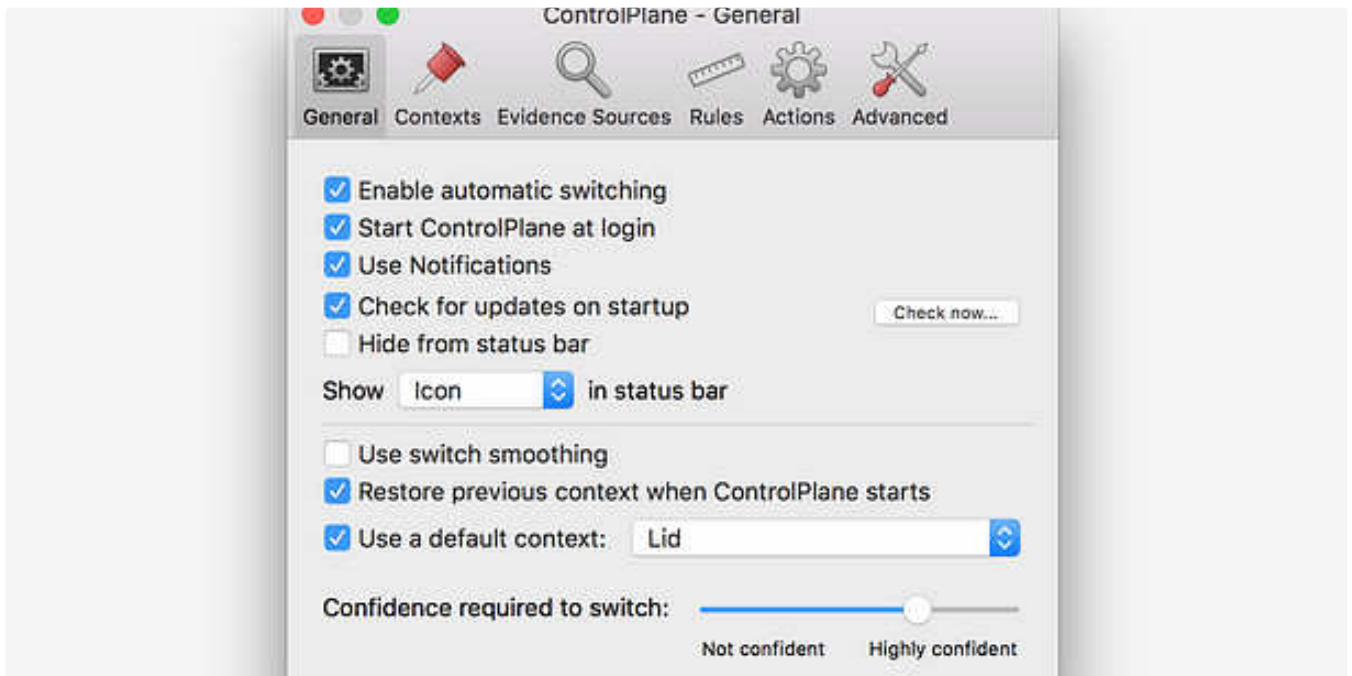 ControlPlane - General
General Contexts Evidence Sources Rules Actions Advanced
Enable automatic switching
Start ControlPlane at login
Use Notifications
Check for updates on startup Check now...
Hide from status bar
Show Icon in status bar
Use switch smoothing
Restore previous context when ControlPlane starts
Use a default context: Lid
Confidence required to switch:
Not confident Highly confident